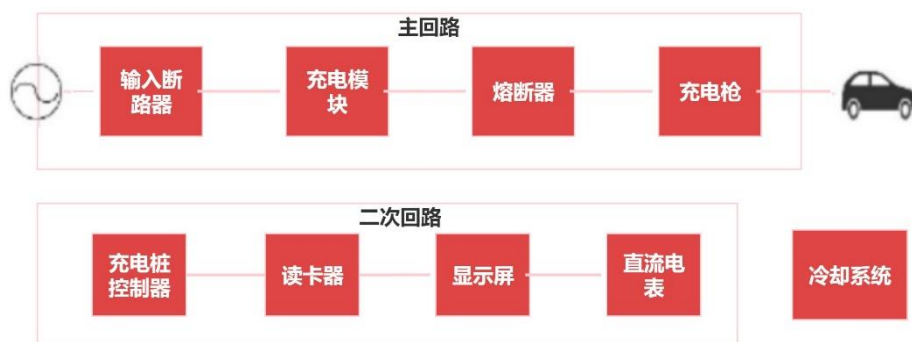 主回路
输入断
路器
充电模
块
熔断器
充电枪
二次回路
充电桩
控制器
读卡器
显示屏
直流电
表
冷却系统